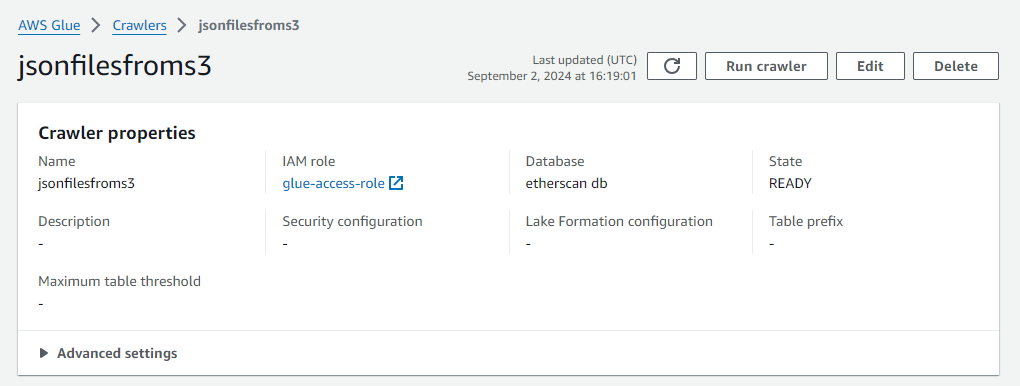 AWS Glue > Crawlers > jsonfilesfroms3
jsonfilesfroms3
Last updated (UTC)
September 2, 2024 at 16:19:01
Run crawler
Edit
Delete
Crawler properties
Name
jsonfilesfroms3
IAM role
glue-access-role
Database
etherscan db
State
READY
Description
-
Security configuration
-
Lake Formation configuration
-
Table prefix
-
Maximum table threshold
-
Advanced settings